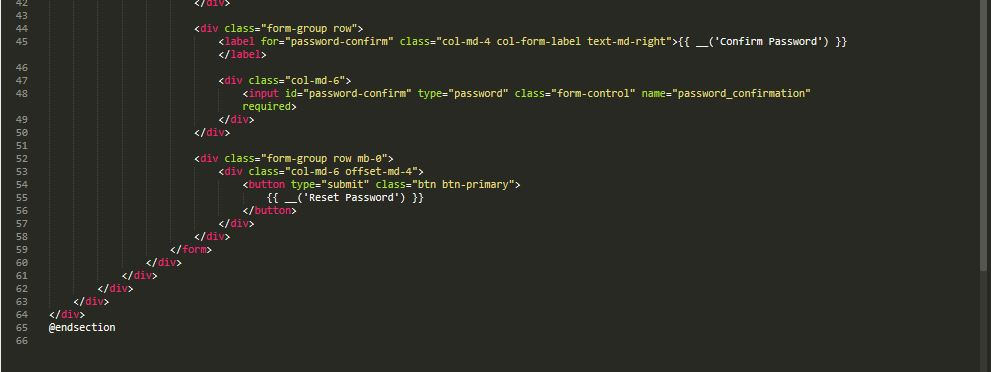 42 </div>
43
44 <div class="form-group row">
45 <label for="password-confirm" class="col-md-4 col-form-label text-md-right">{{ __('Confirm Password') }}
</label>
46
47 <div class="col-md-6">
48 <input id="password-confirm" type="password" class="form-control" name="password_confirmation"
required>
49 </div>
50 </div>
51
52 <div class="form-group row mb-0">
53 <div class="col-md-6 offset-md-4">
54 <button type="submit" class="btn btn-primary">
55 {{ __('Reset Password') }}
56 </button>
57 </div>
58 </div>
59 </form>
60 </div>
61 </div>
62 </div>
63 </div>
64 </div>
65 @endsection
66